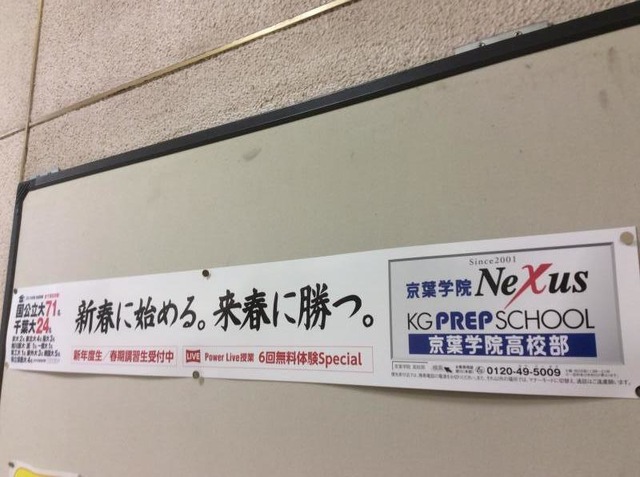 国公立大71名
千葉大24名
新春に始める。来春に勝つ。
新年度生／春期講習生受付中
LIVE Power Live授業 6回無料体験Special
Since2001
京葉学院 NeXus
KG PREP SCHOOL
京葉学院高校部
0120-49-5009